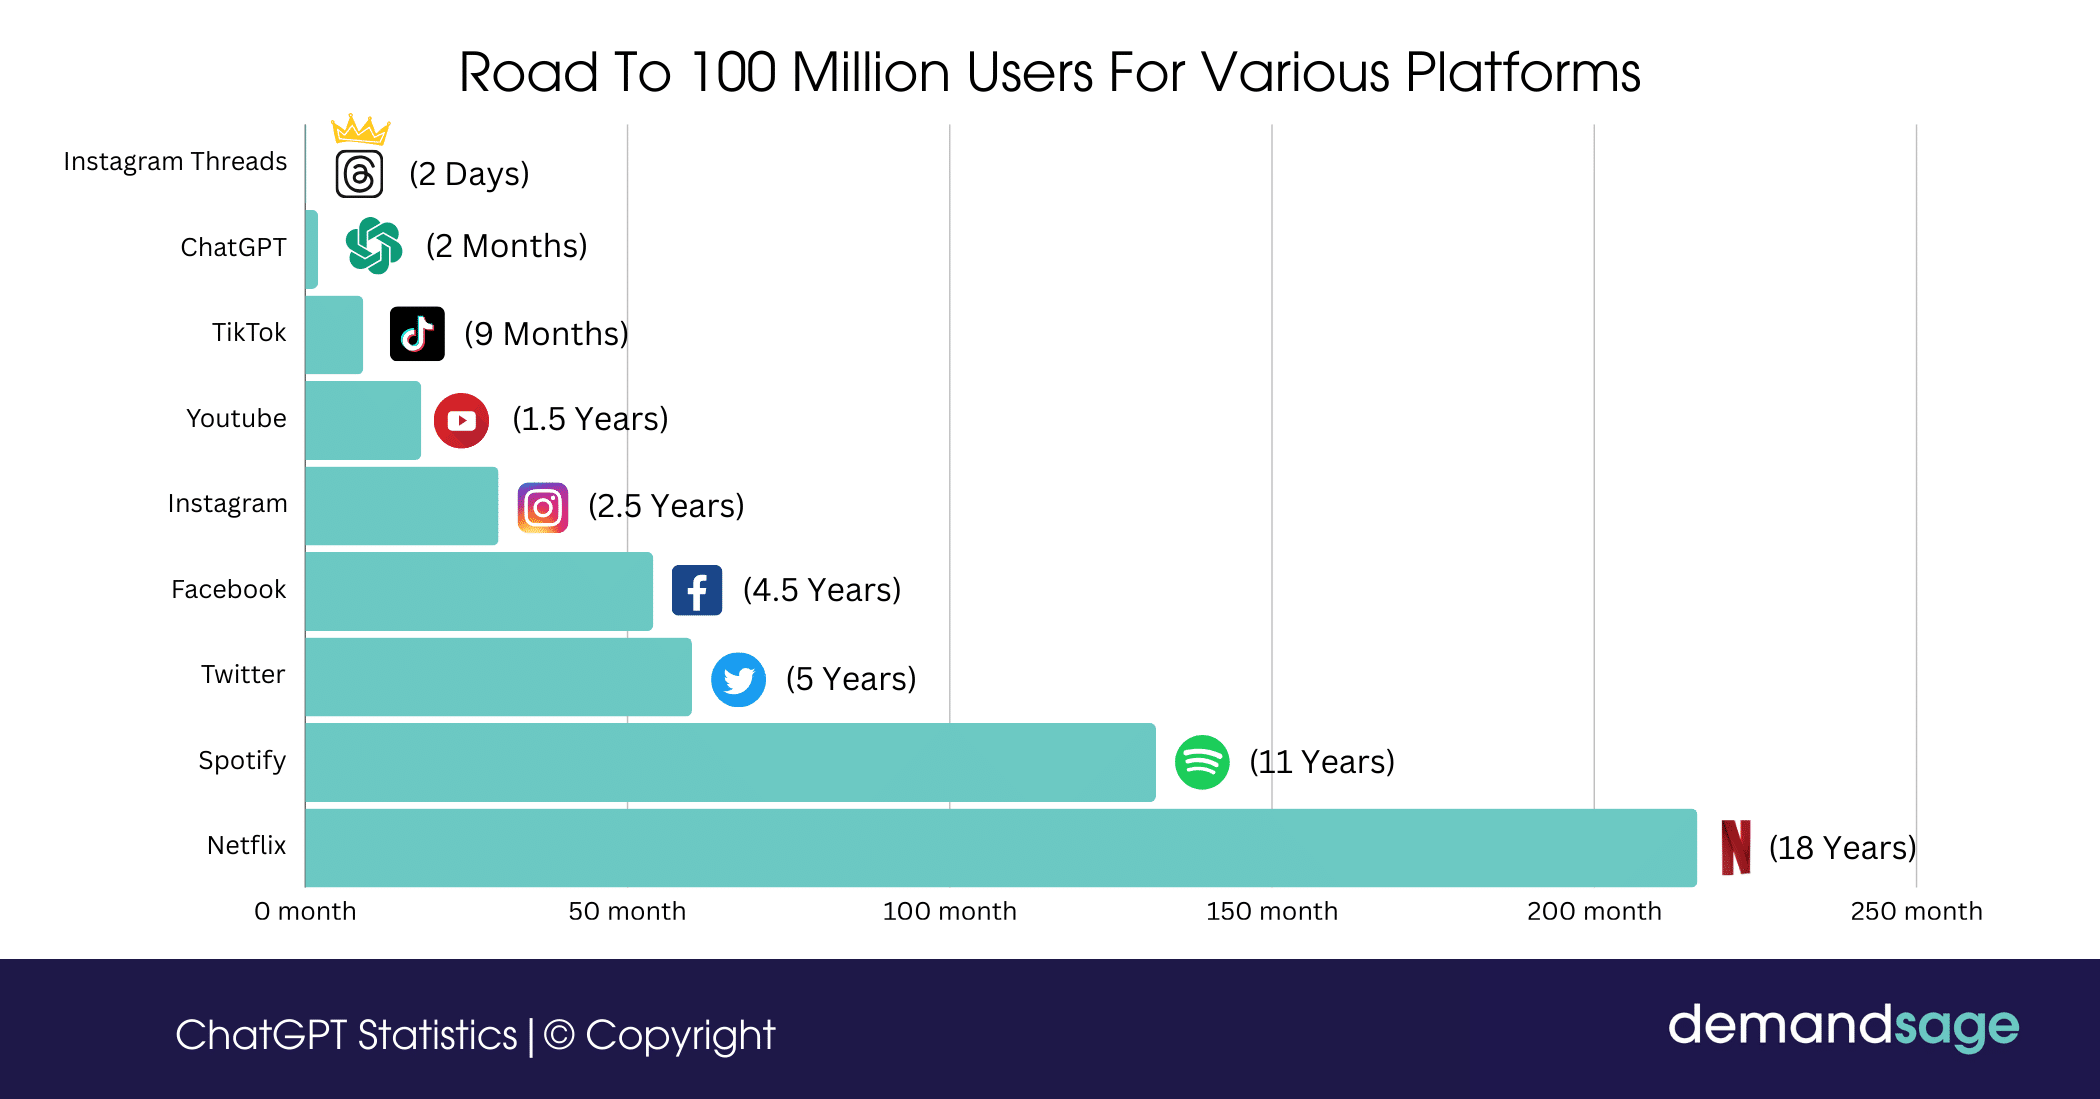 Road To 100 Million Users For Various Platforms
Instagram Threads (2 Days)
ChatGPT (2 Months)
TikTok (9 Months)
Youtube (1.5 Years)
Instagram (2.5 Years)
Facebook (4.5 Years)
Twitter (5 Years)
Spotify (11 Years)
Netflix N (18 Years)
0 month 50 month 100 month 150 month 200 month 250 month
ChatGPT Statistics | © Copyright
demandsage